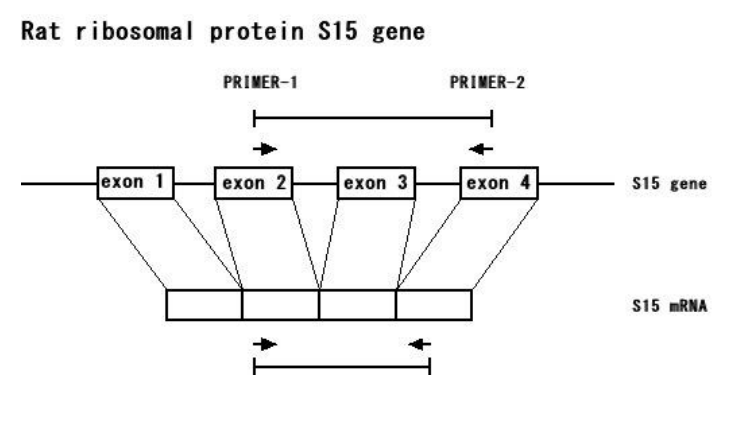 Rat ribosomal protein S15 gene
PRIMER-1 PRIMER-2
exon 1 exon 2 exon 3 exon 4 S15 gene
S15 mRNA